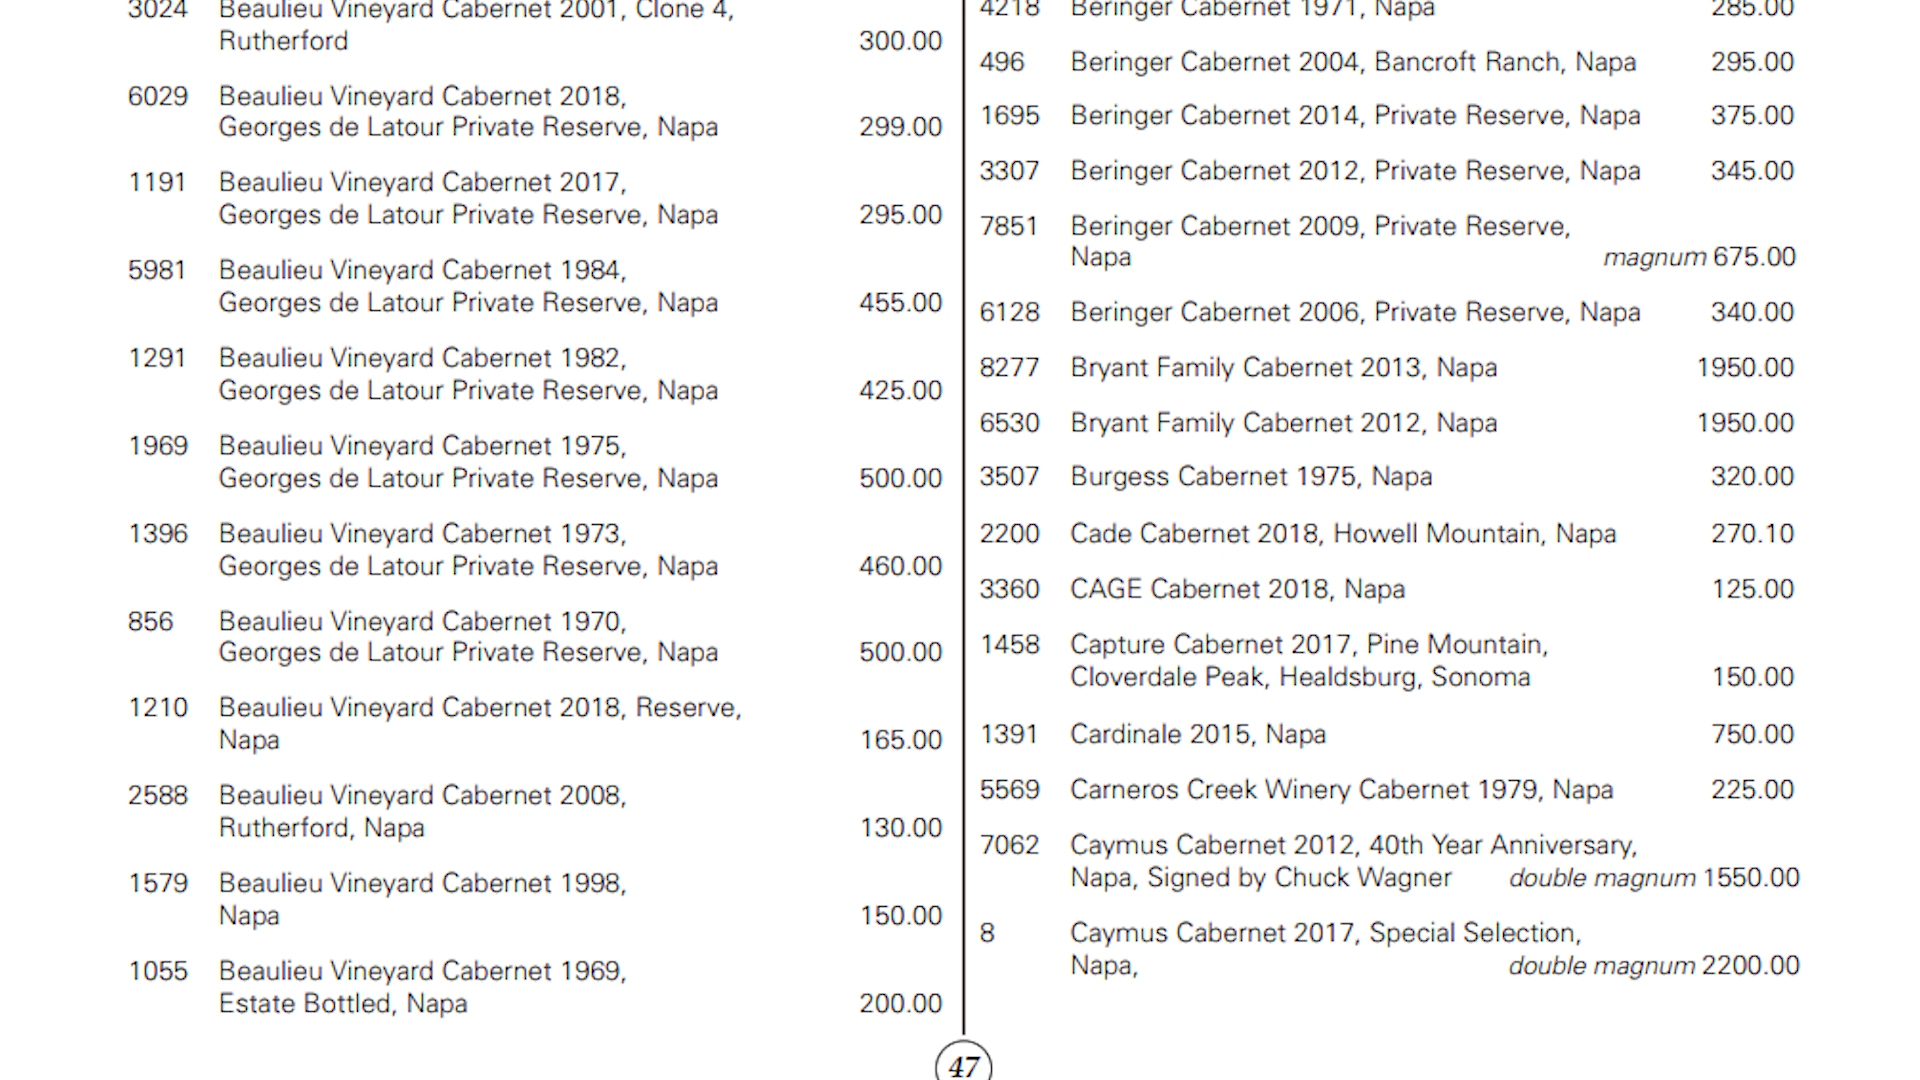 3024 Beaulieu Vineyard Cabernet 2001, Clone 4,
Rutherford 300.00
6029 Beaulieu Vineyard Cabernet 2018,
Georges de Latour Private Reserve, Napa 299.00
1191 Beaulieu Vineyard Cabernet 2017,
Georges de Latour Private Reserve, Napa 295.00
5981 Beaulieu Vineyard Cabernet 1984,
Georges de Latour Private Reserve, Napa 455.00
1291 Beaulieu Vineyard Cabernet 1982,
Georges de Latour Private Reserve, Napa 425.00
1969 Beaulieu Vineyard Cabernet 1975,
Georges de Latour Private Reserve, Napa 500.00
1396 Beaulieu Vineyard Cabernet 1973,
Georges de Latour Private Reserve, Napa 460.00
856 Beaulieu Vineyard Cabernet 1970,
Georges de Latour Private Reserve, Napa 500.00
1210 Beaulieu Vineyard Cabernet 2018, Reserve,
Napa 165.00
2588 Beaulieu Vineyard Cabernet 2008,
Rutherford, Napa 130.00
1579 Beaulieu Vineyard Cabernet 1998,
Napa 150.00
1055 Beaulieu Vineyard Cabernet 1969,
Estate Bottled, Napa 200.00
4218 Beringer Cabernet 1971, Napa 285.00
496 Beringer Cabernet 2004, Bancroft Ranch, Napa 295.00
1695 Beringer Cabernet 2014, Private Reserve, Napa 375.00
3307 Beringer Cabernet 2012, Private Reserve, Napa 345.00
7851 Beringer Cabernet 2009, Private Reserve,
Napa magnum 675.00
6128 Beringer Cabernet 2006, Private Reserve, Napa 340.00
8277 Bryant Family Cabernet 2013, Napa 1950.00
6530 Bryant Family Cabernet 2012, Napa 1950.00
3507 Burgess Cabernet 1975, Napa 320.00
2200 Cade Cabernet 2018, Howell Mountain, Napa 270.10
3360 CAGE Cabernet 2018, Napa 125.00
1458 Capture Cabernet 2017, Pine Mountain,
Cloverdale Peak, Healdsburg, Sonoma 150.00
1391 Cardinale 2015, Napa 750.00
5569 Carneros Creek Winery Cabernet 1979, Napa 225.00
7062 Caymus Cabernet 2012, 40th Year Anniversary,
Napa, Signed by Chuck Wagner double magnum 1550.00
8 Caymus Cabernet 2017, Special Selection,
Napa, double magnum 2200.00
47